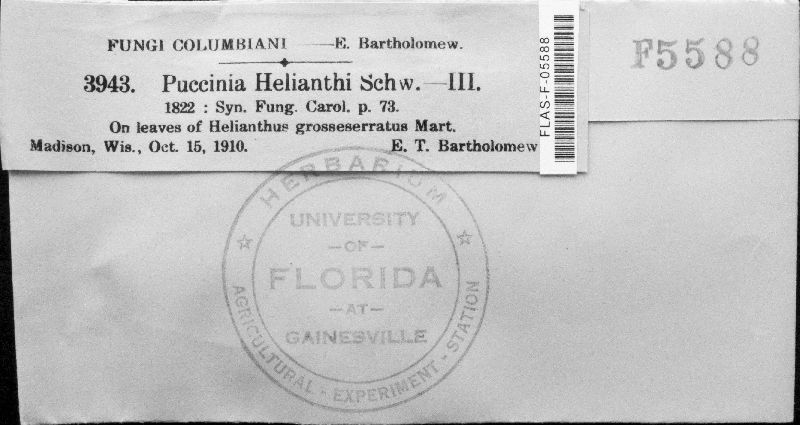 FUNGI COLUMBIANI —— E. Bartholomew.
3943. Puccinia Helianthi Schw.—III.
1822 : Syn. Fung. Carol. p. 73.
On leaves of Helianthus grosseserratus Mart.
Madison, Wis., Oct. 15, 1910. E. T. Bartholomew
FLAS-F-05588
F5588
HERBARIUM
UNIVERSITY
—OF—
FLORIDA
—AT—
GAINESVILLE
AGRICULTURAL - EXPERIMENT - STATION